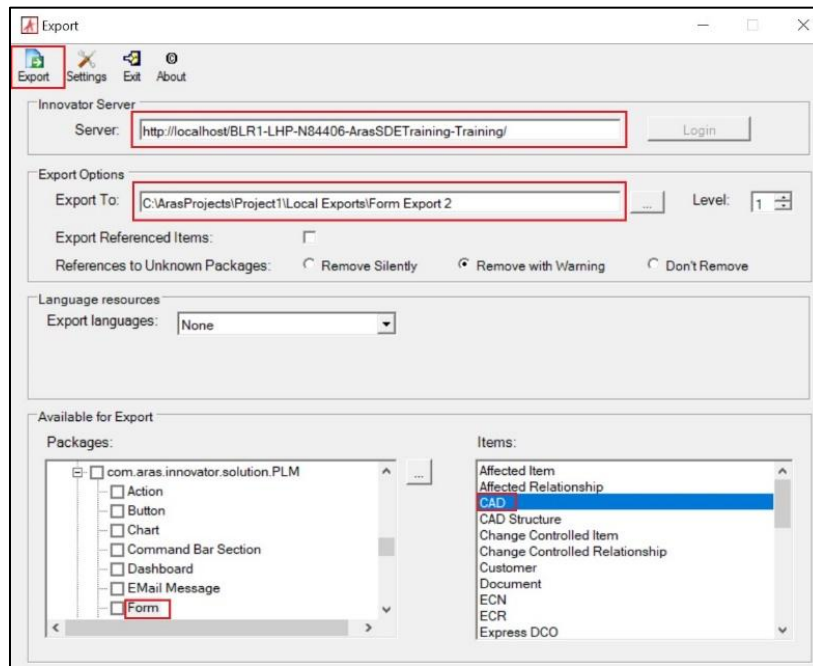 Export
Export Settings Exit About
Innovator Server
Server: http://localhost/BLR1-LHP-N84406-ArasSDETraining-Training/ Login
Export Options
Export To: C:\ArasProjects\Project1\Local Exports\Form Export 2 ... Level: 1
Export Referenced Items:
References to Unknown Packages: Remove Silently Remove with Warning Don't Remove
Language resources
Export languages: None
Available for Export
Packages:
com.aras.innovator.solution.PLM
Action
Button
Chart
Command Bar Section
Dashboard
EMail Message
Form
...
Items:
Affected Item
Affected Relationship
CAD
CAD Structure
Change Controlled Item
Change Controlled Relationship
Customer
Document
ECN
ECR
Express DCO